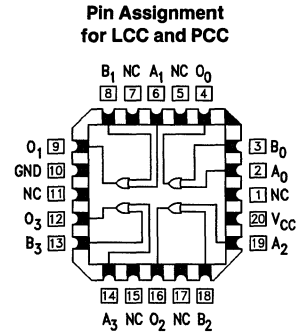 Pin Assignment
for LCC and PCC
B1 NC A1 NC O0
8 7 6 5 4
O1 9
GND 10
NC 11
O3 12
B3 13
3 B0
2 A0
1 NC
20 VCC
19 A2
14 15 16 17 18
A3 NC O2 NC B2